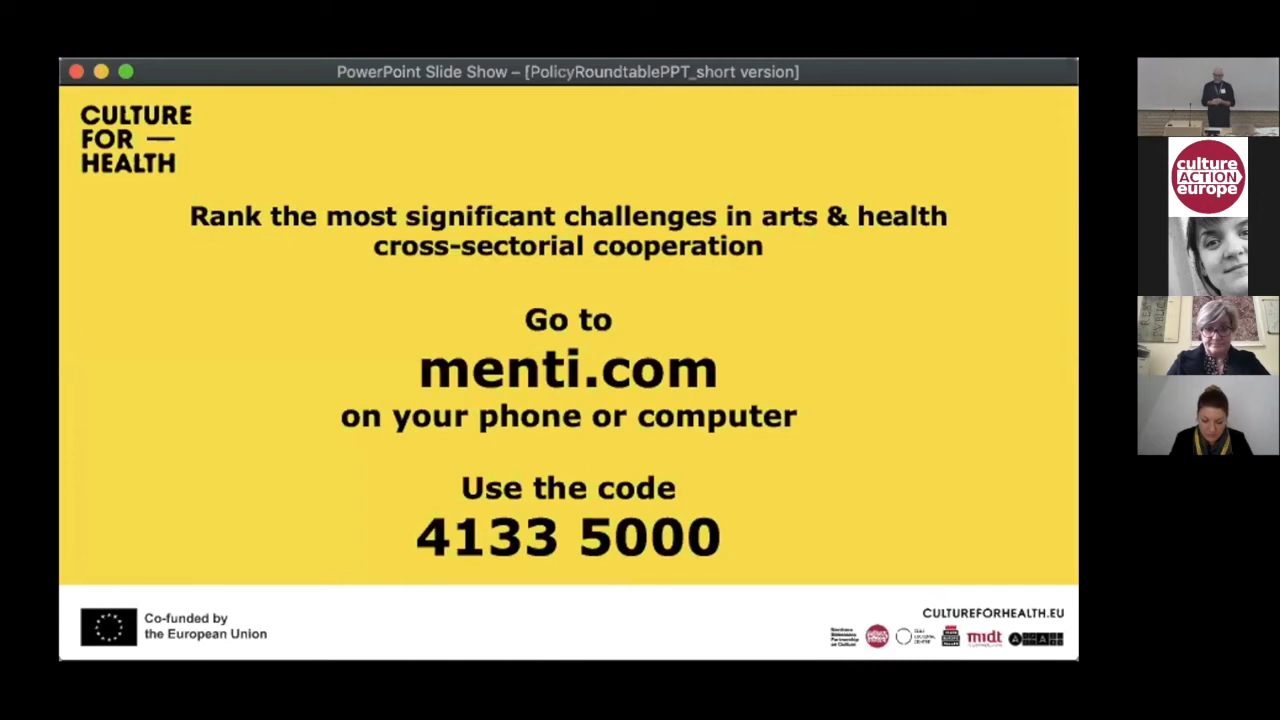 PowerPoint Slide Show – [PolicyRoundtablePPT_short version]
CULTURE
FOR —
HEALTH
Rank the most significant challenges in arts & health
cross-sectorial cooperation
Go to
menti.com
on your phone or computer
Use the code
4133 5000
Co-funded by
the European Union
CULTUREFORHEALTH.EU
midt
culture
ACTION
europe